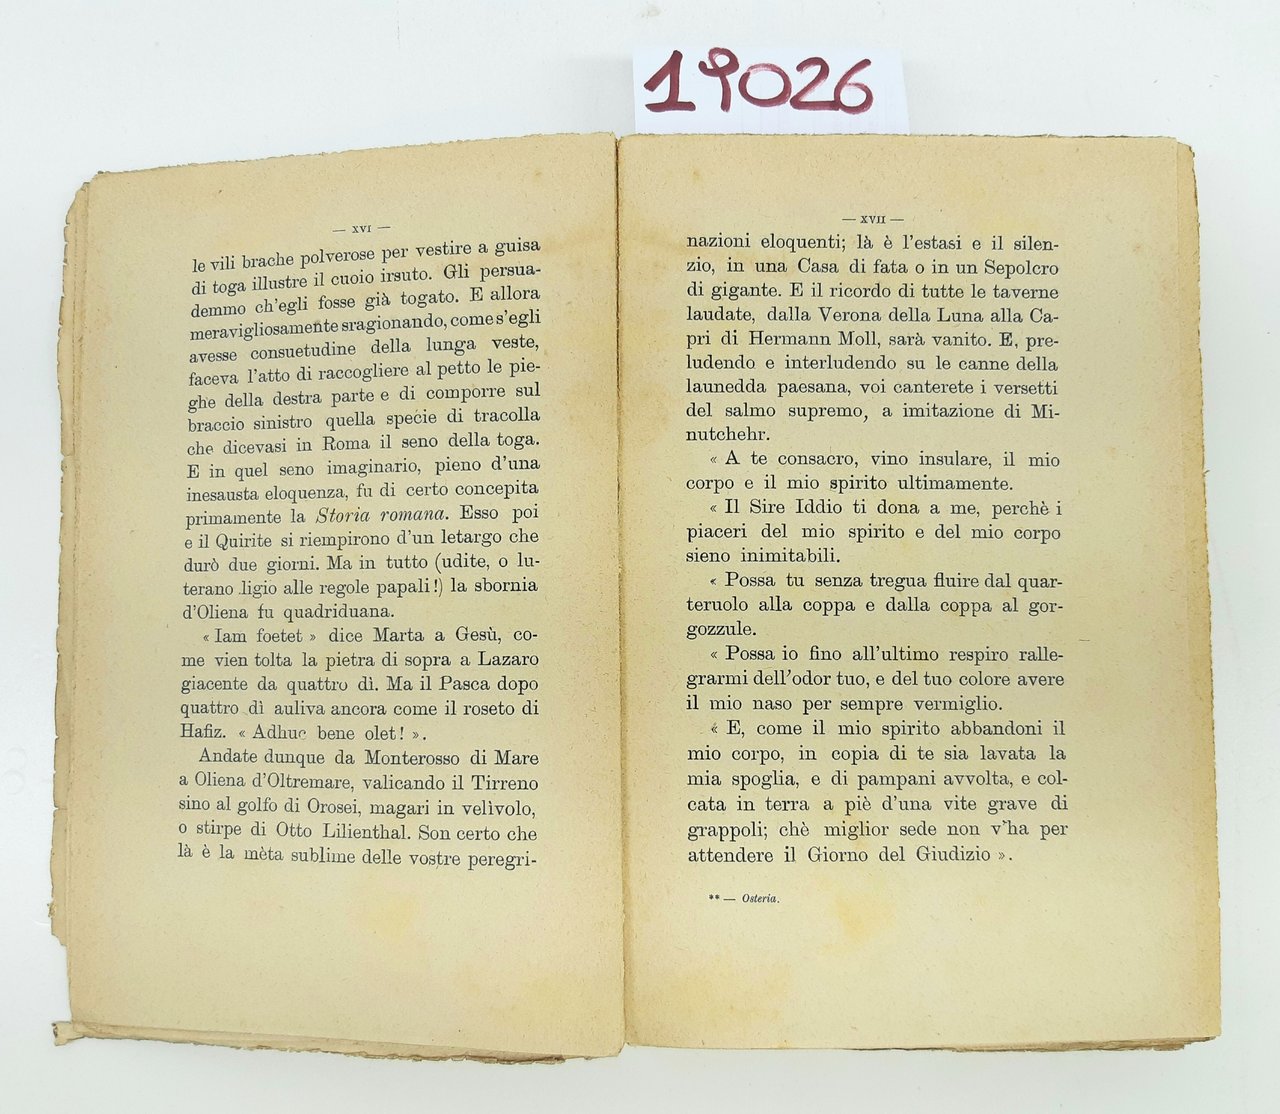 19026
— XVI —
le vili brache polverose per vestire a guisa
di toga illustre il cuoio irsuto. Gli persua-
demmo ch'egli fosse già togato. E allora
meravigliosamente sragionando, come s'egli
avesse consuetudine della lunga veste,
faceva l'atto di raccogliere al petto le pie-
ghe della destra parte e di comporre sul
braccio sinistro quella specie di tracolla
che dicevasi in Roma il seno della toga.
E in quel seno imaginario, pieno d'una
inesausta eloquenza, fu di certo concepita
primamente la Storia romana. Esso poi
e il Quirite si riempirono d'un letargo che
durò due giorni. Ma in tutto (udite, o lu-
terano ligio alle regole papali!) la sbornia
d'Oliena fu quadriduana.
« Iam foetet » dice Marta a Gesù, co-
me vien tolta la pietra di sopra a Lazaro
giacente da quattro dì. Ma il Pasca dopo
quattro dì auliva ancora come il roseto di
Hafiz. « Adhuc bene olet! ».
Andate dunque da Monterosso di Mare
a Oliena d'Oltremare, valicando il Tirreno
sino al golfo di Orosei, magari in velìvolo,
o stirpe di Otto Lilienthal. Son certo che
là è la mèta sublime delle vostre peregri-
— XVII —
nazioni eloquenti; là è l'estasi e il silen-
zio, in una Casa di fata o in un Sepolcro
di gigante. E il ricordo di tutte le taverne
laudate, dalla Verona della Luna alla Ca-
pri di Hermann Moll, sarà vanito. E, pre-
ludendo e interludendo su le canne della
launedda paesana, voi canterete i versetti
del salmo supremo, a imitazione di Mi-
nutchehr.
« A te consacro, vino insulare, il mio
corpo e il mio spirito ultimamente.
« Il Sire Iddio ti dona a me, perchè i
piaceri del mio spirito e del mio corpo
sieno inimitabili.
« Possa tu senza tregua fluire dal quar-
teruolo alla coppa e dalla coppa al gor-
gozzule.
« Possa io fino all'ultimo respiro ralle-
grarmi dell'odor tuo, e del tuo colore avere
il mio naso per sempre vermiglio.
« E, come il mio spirito abbandoni il
mio corpo, in copia di te sia lavata la
mia spoglia, e di pampani avvolta, e col-
cata in terra a piè d'una vite grave di
grappoli; chè miglior sede non v'ha per
attendere il Giorno del Giudizio ».
** — Osteria.